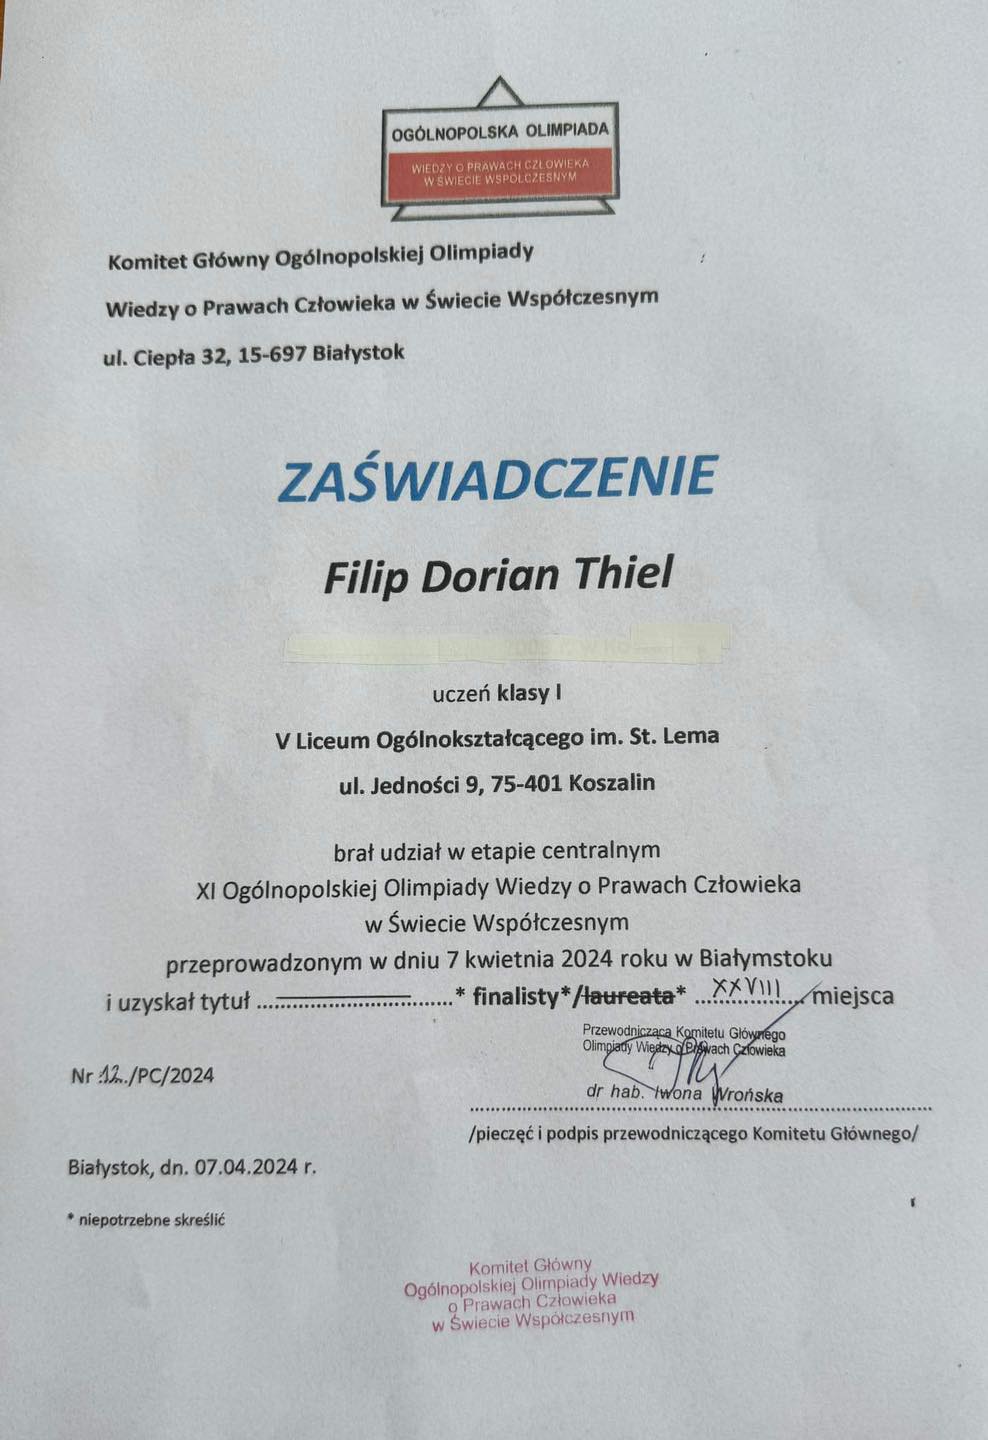 OGÓLNOPOLSKA OLIMPIADA
WIEDZY O PRAWACH CZŁOWIEKA
W ŚWIECIE WSPÓŁCZESNYM
Komitet Główny Ogólnopolskiej Olimpiady
Wiedzy o Prawach Człowieka w Świecie Współczesnym
ul. Ciepła 32, 15-697 Białystok
ZAŚWIADCZENIE
Filip Dorian Thiel
uczeń klasy I
V Liceum Ogólnokształcącego im. St. Lema
ul. Jedności 9, 75-401 Koszalin
brał udział w etapie centralnym
XI Ogólnopolskiej Olimpiady Wiedzy o Prawach Człowieka
w Świecie Współczesnym
przeprowadzonym w dniu 7 kwietnia 2024 roku w Białymstoku
i uzyskał tytuł ..............................* finalisty*/laureata* ...XXVIII... miejsca
Przewodnicząca Komitetu Głównego
Olimpiady Wiedzy o Prawach Człowieka
Nr .12../PC/2024
dr hab. Iwona Wrońska
/pieczęć i podpis przewodniczącego Komitetu Głównego/
Białystok, dn. 07.04.2024 r.
* niepotrzebne skreślić
Komitet Główny
Ogólnopolskiej Olimpiady Wiedzy
o Prawach Człowieka
w Świecie Współczesnym